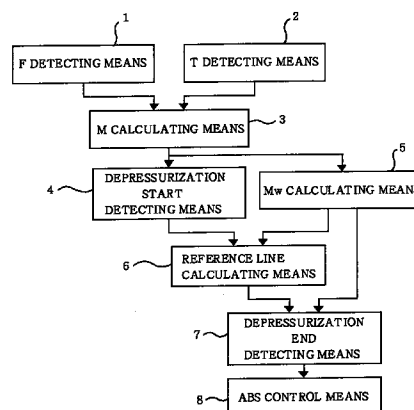 1
2
F DETECTING MEANS
T DETECTING MEANS
3
M CALCULATING MEANS
5
4
DEPRESSURIZATION
START
DETECTING MEANS
Mw CALCULATING MEAN
6
REFERENCE LINE
CALCULATING MEANS
7
DEPRESSURIZATION
END
DETECTING MEANS
8
ABS CONTROL MEANS